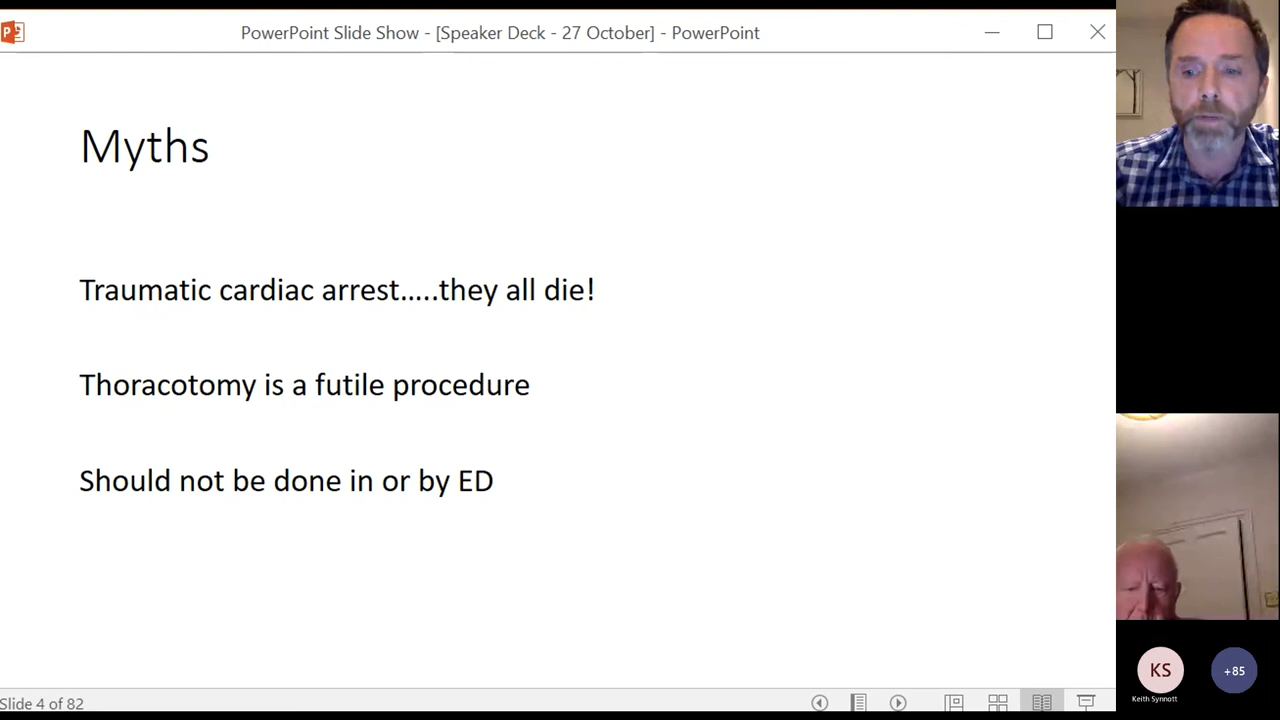 PowerPoint Slide Show - [Speaker Deck - 27 October] - PowerPoint
Myths
Traumatic cardiac arrest.....they all die!
Thoracotomy is a futile procedure
Should not be done in or by ED
KS
+85
Keith Synnott
Slide 4 of 82